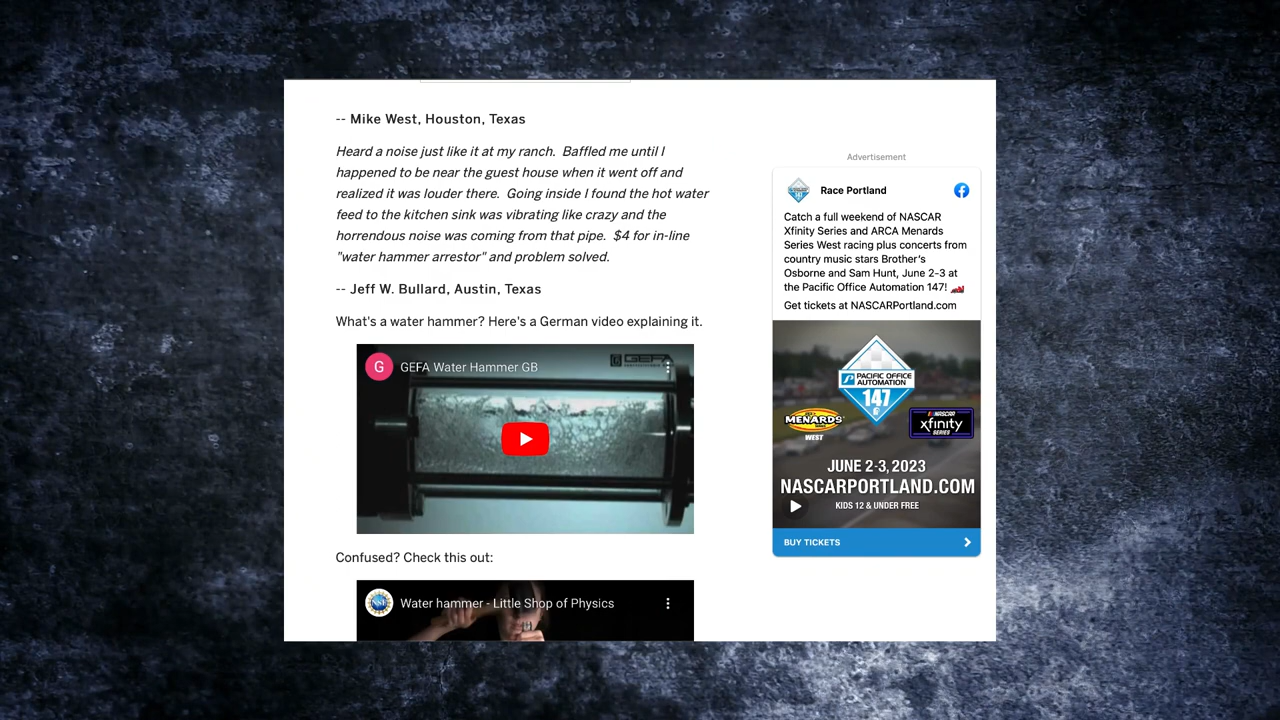 -- Mike West, Houston, Texas
Heard a noise just like it at my ranch.  Baffled me until I
happened to be near the guest house when it went off and
realized it was louder there.  Going inside I found the hot water
feed to the kitchen sink was vibrating like crazy and the
horrendous noise was coming from that pipe.  $4 for in-line
"water hammer arrestor" and problem solved.
-- Jeff W. Bullard, Austin, Texas
What's a water hammer? Here's a German video explaining it.
G
GEFA Water Hammer GB
GEFA
Confused? Check this out:
NSF
Water hammer - Little Shop of Physics
Advertisement
Race Portland
Catch a full weekend of NASCAR
Xfinity Series and ARCA Menards
Series West racing plus concerts from
country music stars Brother's
Osborne and Sam Hunt, June 2-3 at
the Pacific Office Automation 147!
Get tickets at NASCARPortland.com
PACIFIC OFFICE
AUTOMATION
147
MENARDS
WEST
NASCAR
xfinity
SERIES
JUNE 2-3, 2023
NASCARPORTLAND.COM
KIDS 12 & UNDER FREE
BUY TICKETS